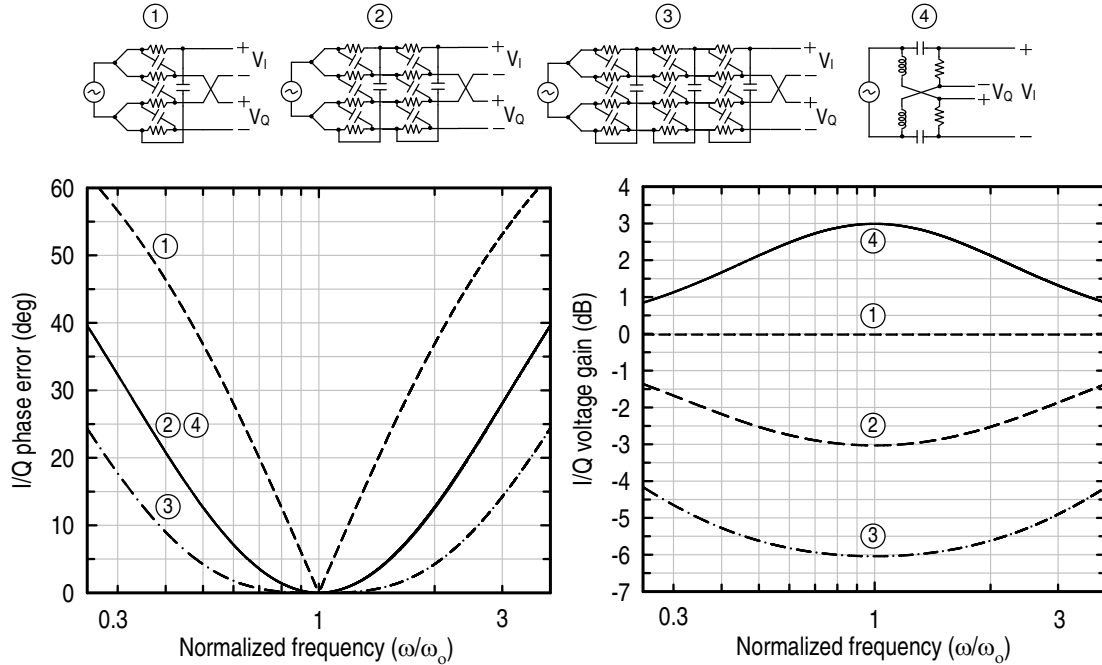 ① ② ③ ④
+ V_I − + V_Q −
+ V_I − + V_Q −
+ V_I − + V_Q −
+ − V_Q V_I + −
60
50
40
30
20
10
0
I/Q phase error (deg)
①
② ④
③
0.3 1 3
Normalized frequency (ω/ω_o)
4
3
2
1
0
-1
-2
-3
-4
-5
-6
-7
I/Q voltage gain (dB)
④
①
②
③
0.3 1 3
Normalized frequency (ω/ω_o)